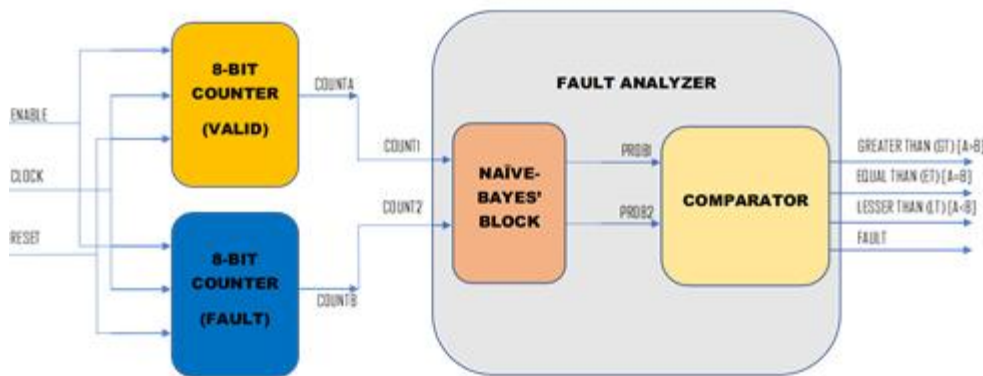 ENABLE
CLOCK
RESET
8-BIT
COUNTER
(VALID)
8-BIT
COUNTER
(FAULT)
COUNTA
COUNTB
COUNT1
COUNT2
FAULT ANALYZER
NAÏVE-
BAYES'
BLOCK
PROB1
PROB2
COMPARATOR
GREATER THAN (GT) [A>B]
EQUAL THAN (ET) [A=B]
LESSER THAN (LT) [A<B]
FAULT